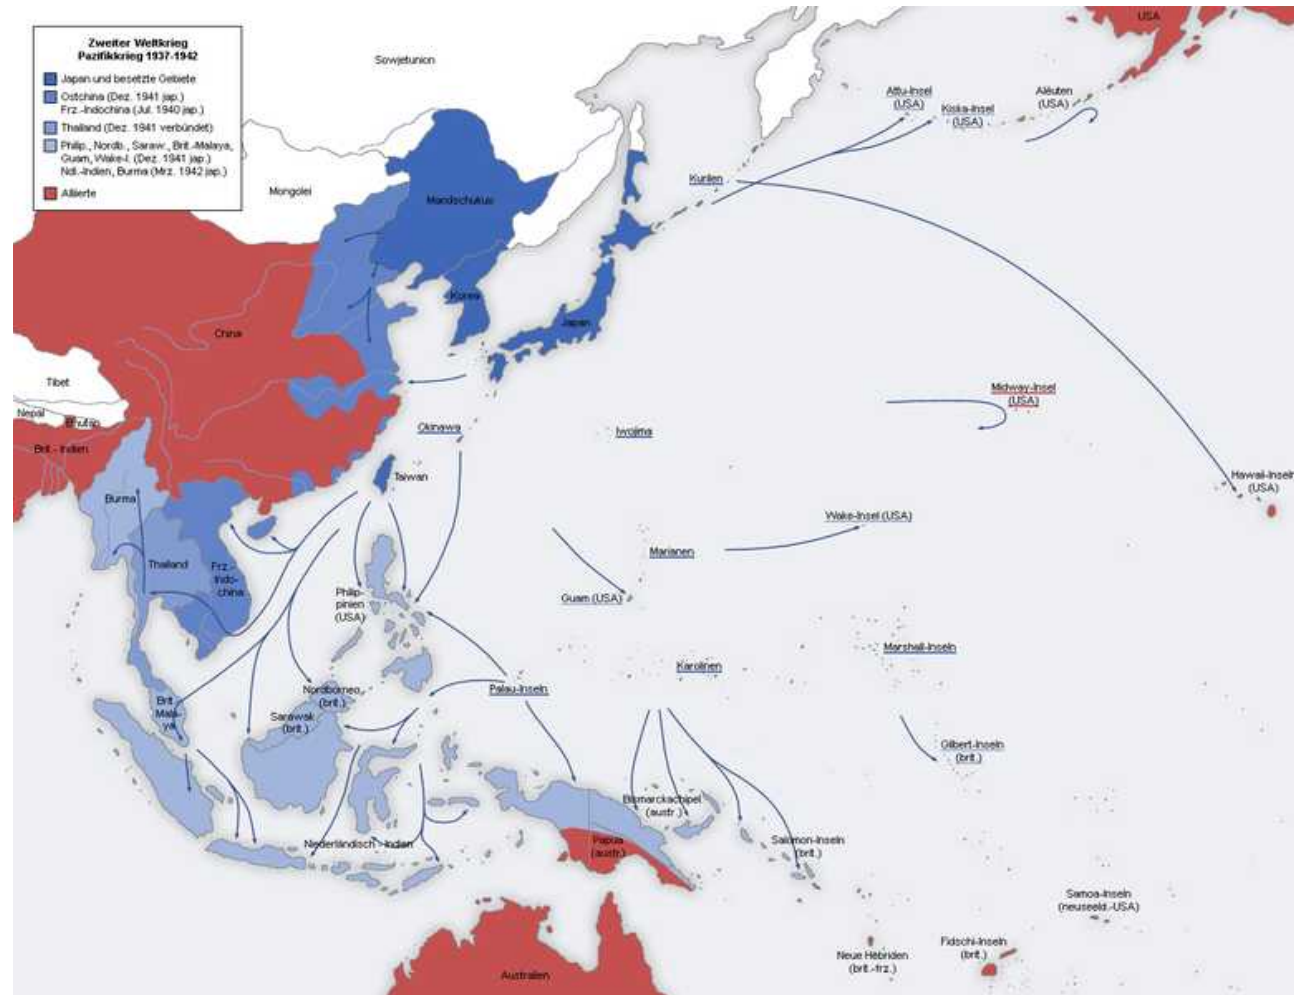 Zweiter Weltkrieg
Pazifikkrieg 1937-1942
Japan und besetzte Gebiete
Ostchina (Dez. 1941 jap.)
Frz.-Indochina (Jul. 1940 jap.)
Thailand (Dez. 1941 verbündet)
Philip., Nordb., Saraw., Brit.-Malaya,
Guam, Wake-I. (Dez. 1941 jap.)
Ndl.-Indien, Burma (Mrz. 1942 jap.)
Alliierte
USA
Sowjetunion
Attu-Insel
(USA)
Kiska-Insel
(USA)
Alëuten
(USA)
Mongolei
Kurilen
Mandschukuo
Korea
Japan
China
Tibet
Nepal
Bhutan
Brit.-Indien
Midway-Insel
(USA)
Okinawa
Iwojima
Taiwan
Hawaii-Inseln
(USA)
Burma
Wake-Insel (USA)
Marianen
Thailand
Frz.-
Indo-
china
Philip-
pinien
(USA)
Guam (USA)
Marshall-Inseln
Karolinen
Palau-Inseln
Nordborneo
(brit.)
Sarawak
(brit.)
Brit.
Mala-
ya
Gilbert-Inseln
(brit.)
Bismarckachipel
(austr.)
Niederländisch - Indien
Papua
(austr.)
Salomon-Inseln
(brit.)
Samoa-Inseln
(neuseeld.-USA)
Neue Hebriden
(brit.-frz.)
Fidschi-Inseln
(brit.)
Australien